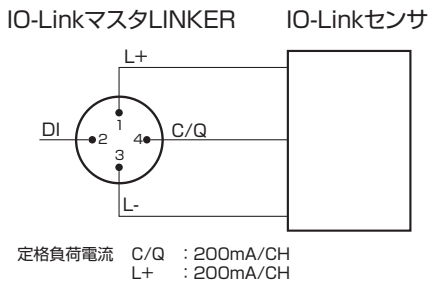 IO-LinkマスタLINKER IO-Linkセンサ
L+
1
DI 2 4 C/Q
3
L-
定格負荷電流 C/Q ：200mA/CH
L+ ：200mA/CH